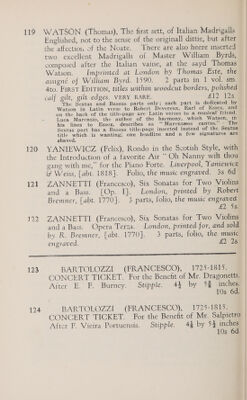 119 WATSON (Thomas), The first sett, of Italian Madrigalls
Englished, not to the sense of the originall dittie, but after
the affection of the Noate. There are also heere inserted
two excellent Madrigalls of Master William Byrds,
composed after the Italian vaine, at the sayd Thomas
Watson. Imprinted at London by Thomas Este, the
assigné of William Byrd. 1590. 2 parts in 1 vol. sm.
4to. FIRST EDITION, titles within woodcut borders, polished
calf gilt, gilt edges. VERY RARE. £12 12s.
The Sextus and Bassus parts only; each part is dedicated by
Watson in Latin verse to Robert Devereux, Earl of Essex, and
on the back of the title-page are Latin verses to a musical friend,
Luca Marenzio, the author of the harmony, which Watson, in
his lines to Essex, describes as Marenzaeos cantus. The
Sextus part has a Bassus title-page inserted instead of the Sextus
title which is wanting; one headline and a few signatures are
shaved.
120 YANIEWICZ (Felix), Rondo in the Scotish Style, with
the Introduction of a favorite Air " Oh Nanny wilt thou
gang with me," for the Piano Forte. Liverpool, Yaniewicz
& Weiss, [abt. 1818]. Folio, the music engraved. 3s 6d
121 ZANNETTI (Francesco), Six Sonatas for Two Violins
and a Bass. [Op. I]. London, printed by Robert
Bremner, [abt. 1770]. 3 parts, folio, the music engraved.
£2 5s.
122 ZANNETTI (Francesco), Six Sonatas for Two Violins
and a Bass. Opera Terza. London, printed for, and sold
by R. Bremner, [abt. 1770]. 3 parts, folio, the music
engraved. £2 2s
123 BARTOLOZZI (FRANCESCO), 1725-1815.
CONCERT TICKET. For the Benefit of Mr. Dragonetti
After E. F. Burney. Stipple. 4½ by inches.
10s 6d.
124 BARTOLOZZI (FRANCESCO), 1725-1815.
CONCERT TICKET. For the Benefit of Mr. Salpietro
After F. Vieira Portuensis. Stipple. by inches.
10s 6d.